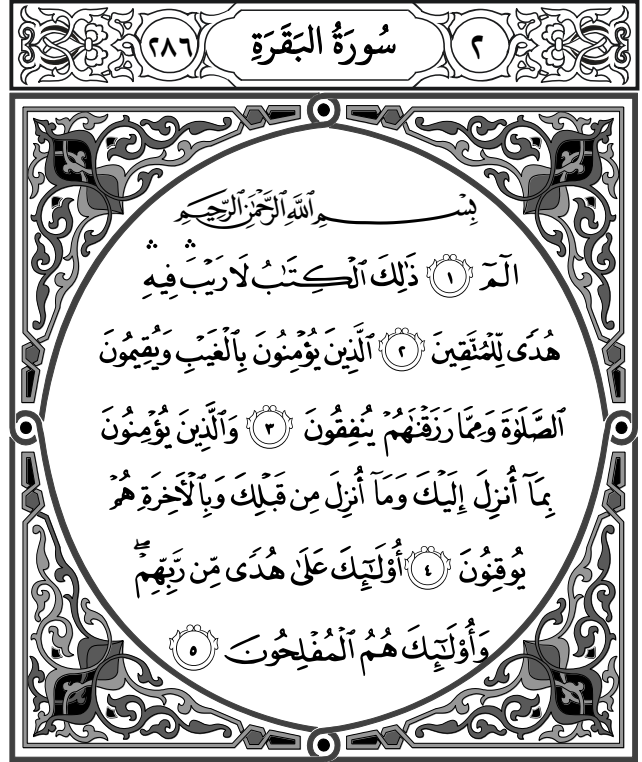 ٢ سُورَةُ البَقَرَةِ ٢٨٦
بِسْمِ ٱللَّهِ ٱلرَّحْمَٰنِ ٱلرَّحِيمِ
الٓمٓ ١ ذَٰلِكَ ٱلْكِتَٰبُ لَا رَيْبَۛ فِيهِۛ
هُدًى لِّلْمُتَّقِينَ ٢ ٱلَّذِينَ يُؤْمِنُونَ بِٱلْغَيْبِ وَيُقِيمُونَ
ٱلصَّلَوٰةَ وَمِمَّا رَزَقْنَٰهُمْ يُنفِقُونَ ٣ وَٱلَّذِينَ يُؤْمِنُونَ
بِمَآ أُنزِلَ إِلَيْكَ وَمَآ أُنزِلَ مِن قَبْلِكَ وَبِٱلْأَخِرَةِ هُمْ
يُوقِنُونَ ٤ أُوْلَٰٓئِكَ عَلَىٰ هُدًى مِّن رَّبِّهِمْۖ
وَأُوْلَٰٓئِكَ هُمُ ٱلْمُفْلِحُونَ ٥